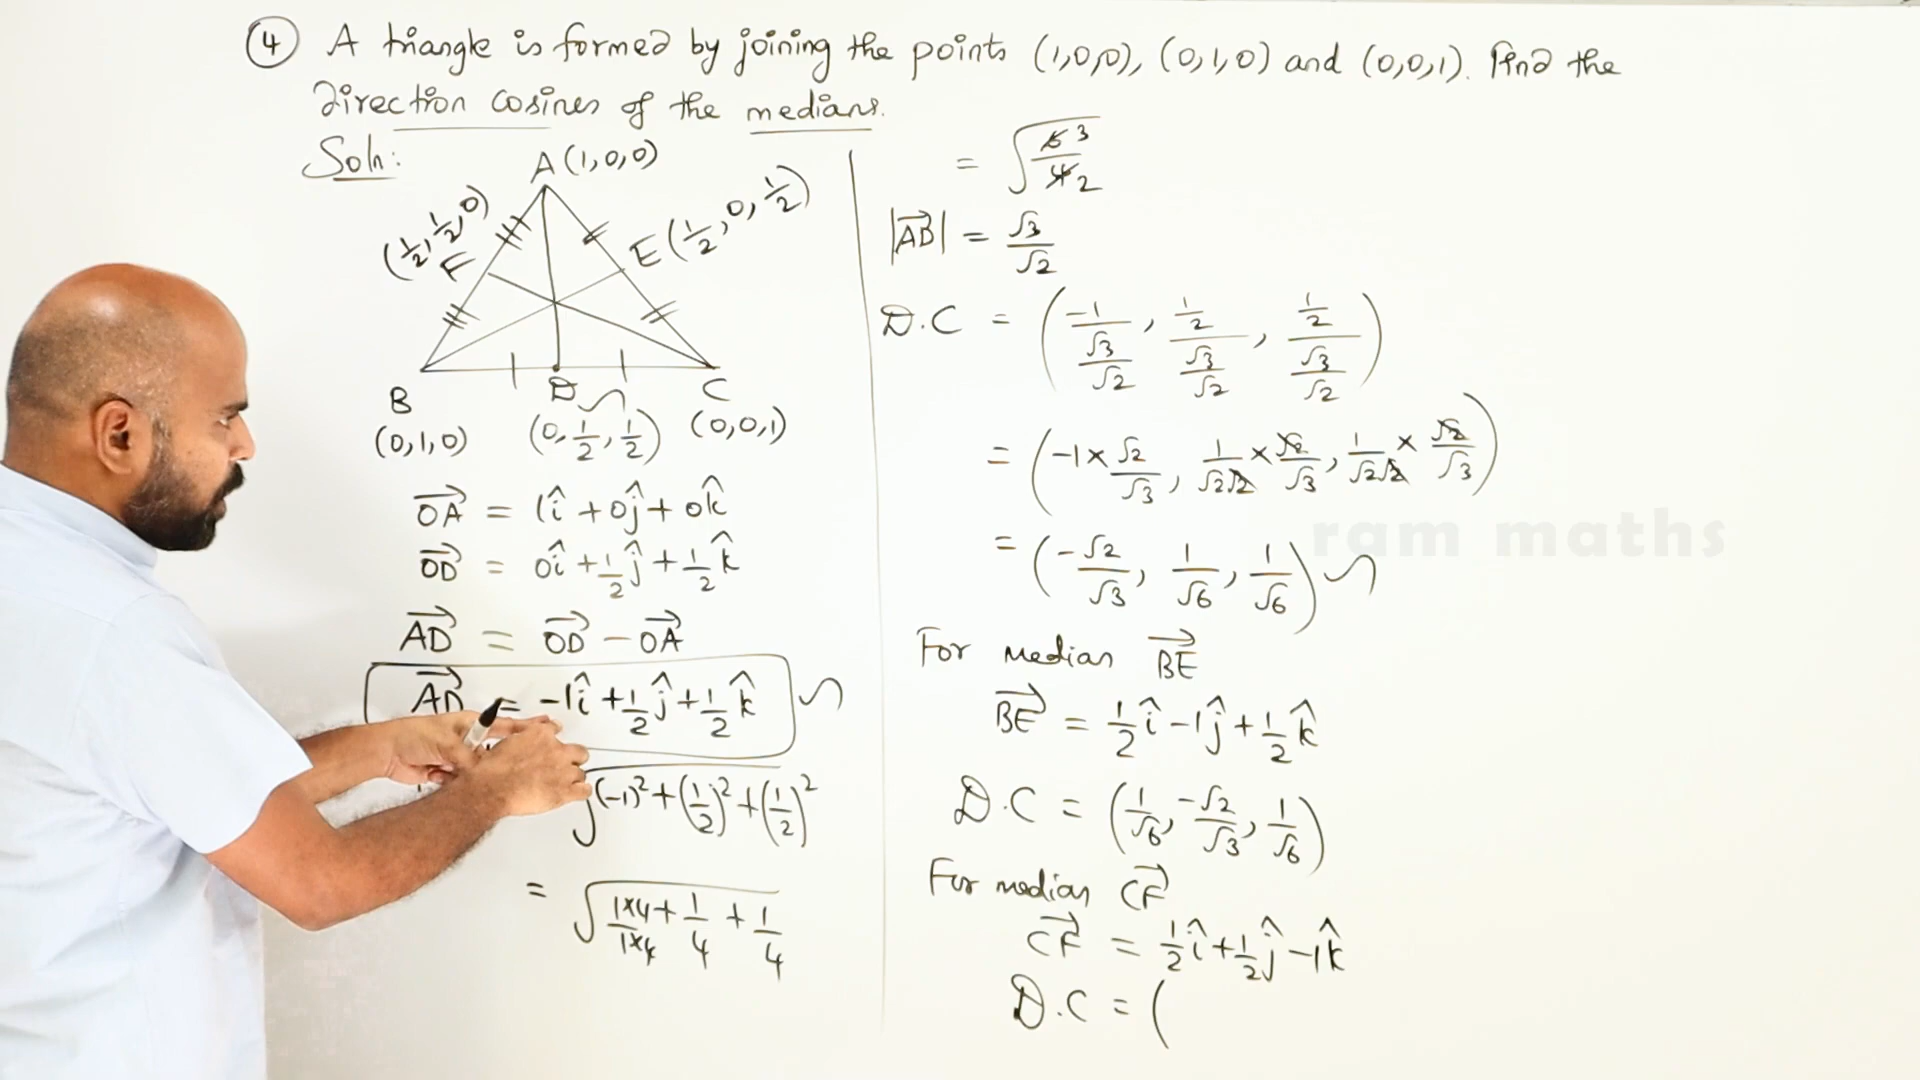 ④ A triangle is formed by joining the points (1,0,0), (0,1,0) and (0,0,1). Find the
direction cosines of the medians.
Soln:
A (1,0,0)
(1/2, 1/2, 0)
F
E (1/2, 0, 1/2)
B
D
C
(0,1,0)
(0, 1/2, 1/2)
(0,0,1)
OA⃗ = 1î + 0ĵ + 0k̂
OD⃗ = 0î + 1/2 ĵ + 1/2 k̂
AD⃗ = OD⃗ − OA⃗
AD⃗ = −1î + 1/2 ĵ + 1/2 k̂
√((−1)² + (1/2)² + (1/2)²)
= √((1×4)/(1×4) + 1/4 + 1/4)
= √(6̸ 3 / 4̸ 2)
|AD⃗| = √3/√2
D.C = (−1/(√3/√2), (1/2)/(√3/√2), (1/2)/(√3/√2))
= (−1 × √2/√3, 1/(√2√2) × √2/√3, 1/(√2√2) × √2/√3)
= (−√2/√3, 1/√6, 1/√6)
ram maths
For median BE⃗
BE⃗ = 1/2 î − 1ĵ + 1/2 k̂
D.C = (1/√6, −√2/√3, 1/√6)
For median CF⃗
CF⃗ = 1/2 î + 1/2 ĵ − 1k̂
D.C = (